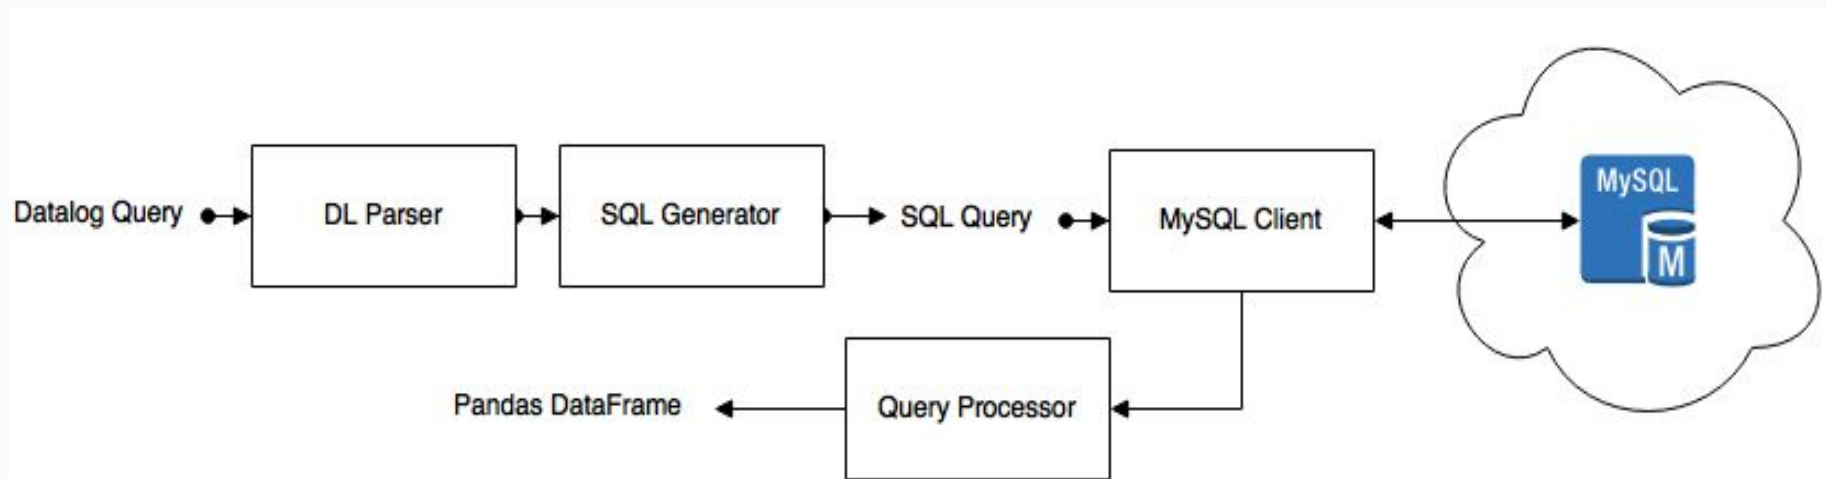 Datalog Query
DL Parser
SQL Generator
SQL Query
MySQL Client
MySQL
M
Pandas DataFrame
Query Processor